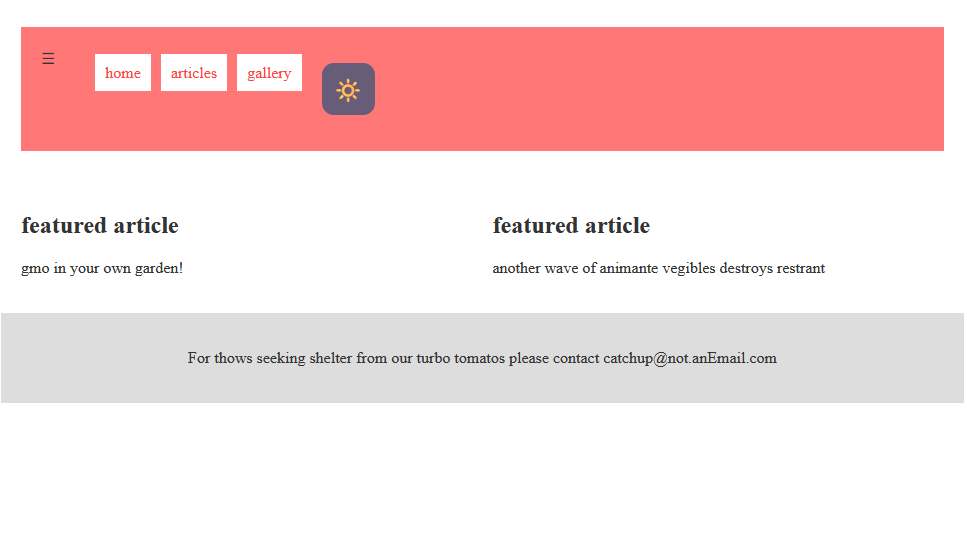 ☰ home articles gallery
featured article
gmo in your own garden!
featured article
another wave of animante vegibles destroys restrant
For thows seeking shelter from our turbo tomatos please contact catchup@not.anEmail.com